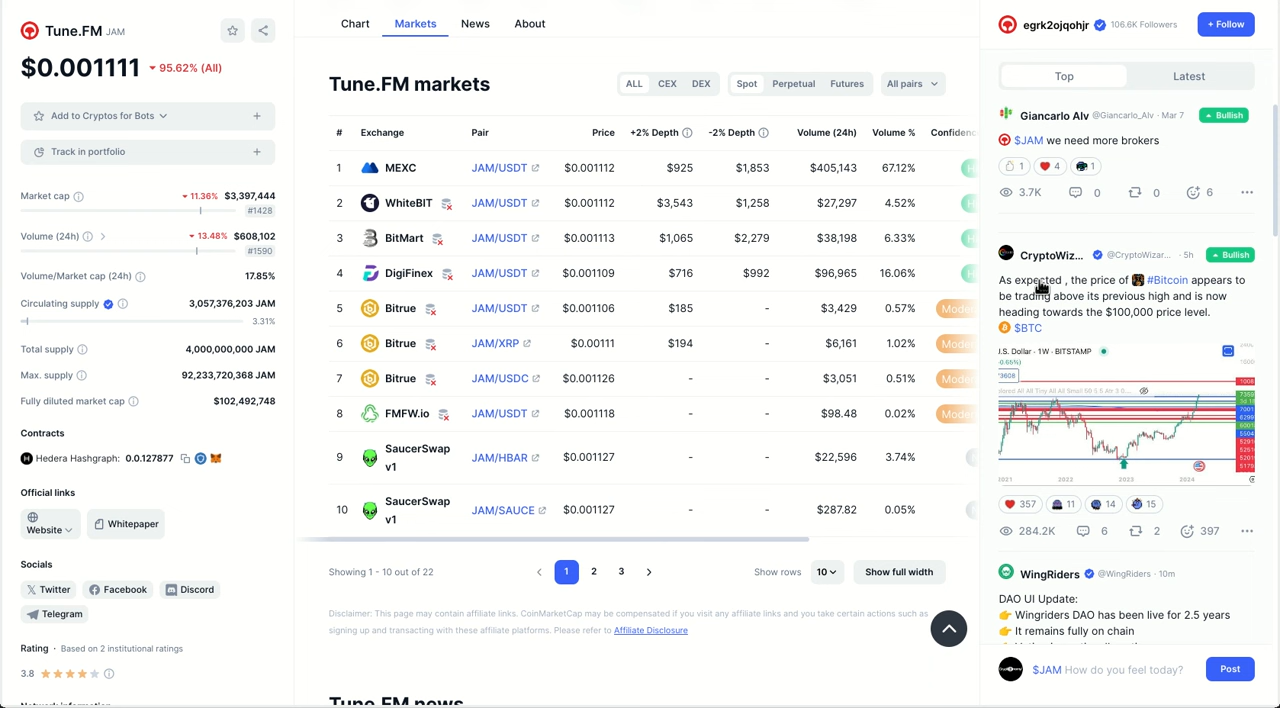 Tune.FM JAM
$0.001111 95.62% (All)
Add to Cryptos for Bots
Track in portfolio
Market cap 11.36% $3,397,444
#1428
Volume (24h) 13.48% $608,102
#1590
Volume/Market cap (24h) 17.85%
Circulating supply 3,057,376,203 JAM
3.31%
Total supply 4,000,000,000 JAM
Max. supply 92,233,720,368 JAM
Fully diluted market cap $102,492,748
Contracts
Hedera Hashgraph: 0.0.127877
Official links
Website
Whitepaper
Socials
Twitter Facebook Discord
Telegram
Rating · Based on 2 institutional ratings
3.8
Chart Markets News About
Tune.FM markets
ALL CEX DEX Spot Perpetual Futures All pairs
# Exchange Pair Price +2% Depth -2% Depth Volume (24h) Volume % Confidenc
1 MEXC JAM/USDT $0.001112 $925 $1,853 $405,143 67.12%
2 WhiteBIT JAM/USDT $0.001112 $3,543 $1,258 $27,297 4.52%
3 BitMart JAM/USDT $0.001113 $1,065 $2,279 $38,198 6.33%
4 DigiFinex JAM/USDT $0.001109 $716 $992 $96,965 16.06%
5 Bitrue JAM/USDT $0.001106 $185 - $3,429 0.57% Moder
6 Bitrue JAM/XRP $0.00111 $194 - $6,161 1.02% Moder
7 Bitrue JAM/USDC $0.001126 - - $3,051 0.51% Moder
8 FMFW.io JAM/USDT $0.001118 - - $98.48 0.02% Moder
9 SaucerSwap v1 JAM/HBAR $0.001127 - - $22,596 3.74%
10 SaucerSwap v1 JAM/SAUCE $0.001127 - - $287.82 0.05%
Showing 1 - 10 out of 22
1 2 3
Show rows 10 Show full width
Disclaimer: This page may contain affiliate links. CoinMarketCap may be compensated if you visit any affiliate links and you take certain actions such as
signing up and transacting with these affiliate platforms. Please refer to Affiliate Disclosure
Tune.FM news
egrk2ojqohjr 106.6K Followers + Follow
Top Latest
Giancarlo Alv @Giancarlo_Alv · Mar 7 Bullish
$JAM we need more brokers
1 4 1
3.7K 0 0 6
CryptoWiz... @CryptoWizar... · 5h Bullish
As expected , the price of #Bitcoin appears to
be trading above its previous high and is now
heading towards the $100,000 price level.
$BTC
U.S. Dollar · 1W · BITSTAMP
2021 2022 2023 2024
357 11 14 15
284.2K 6 2 397
WingRiders @WingRiders · 10m
DAO UI Update:
Wingriders DAO has been live for 2.5 years
It remains fully on chain
$JAM How do you feel today? Post